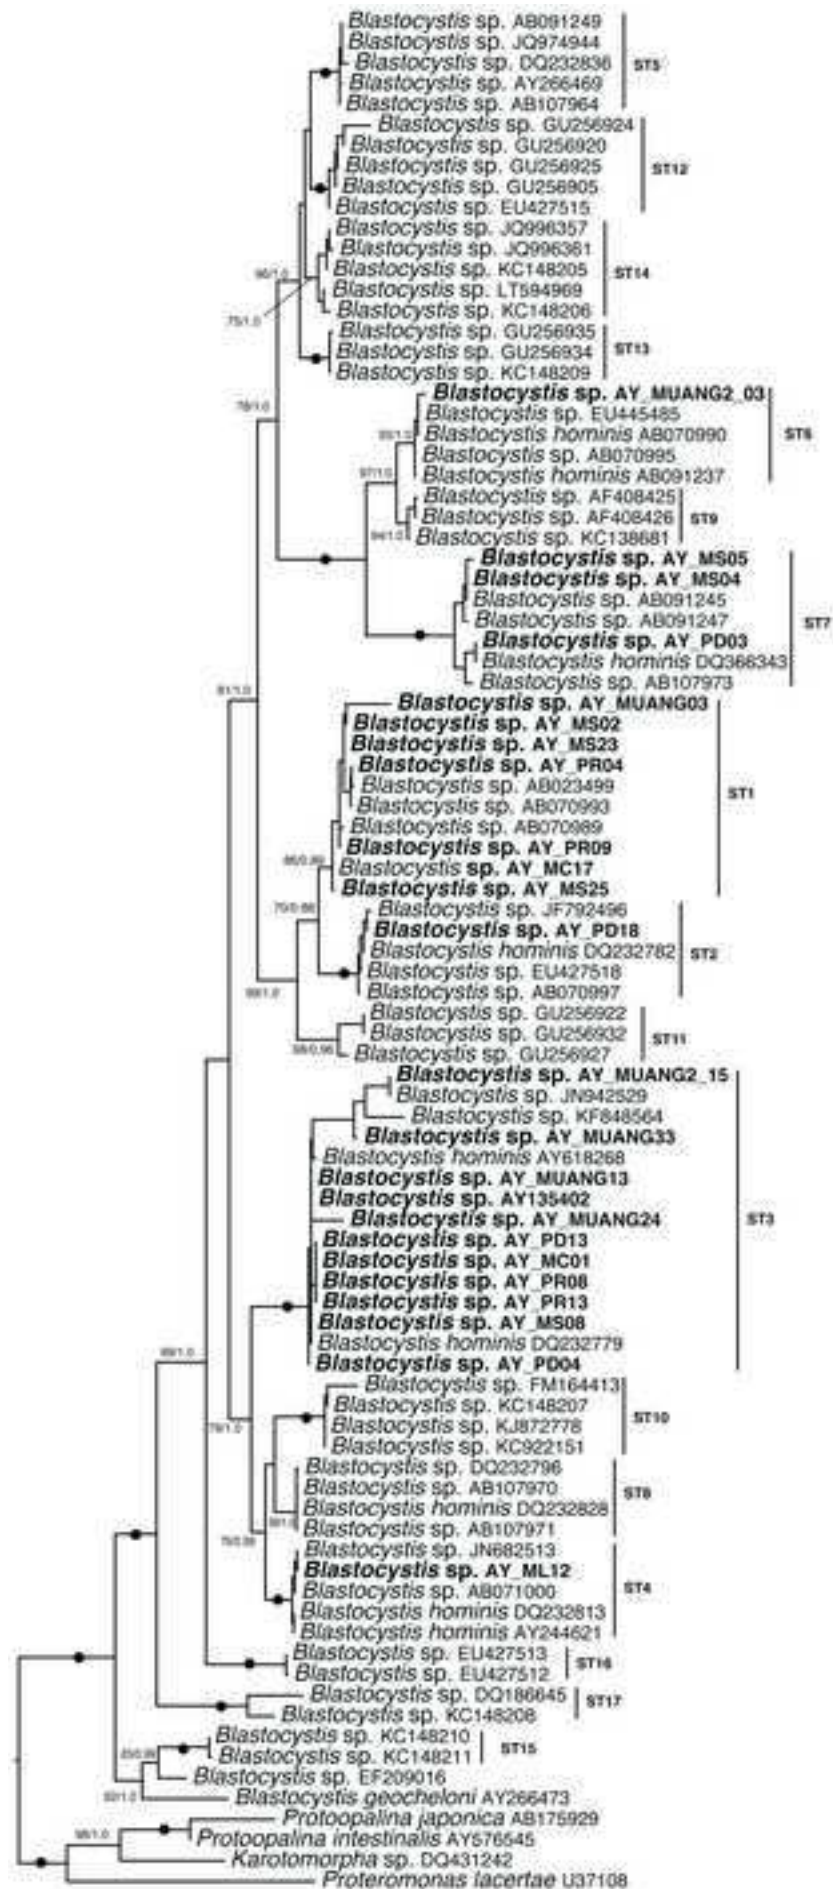 Blastocystis sp. AB091249
Blastocystis sp. JQ974944
Blastocystis sp. DQ232836
ST5
Blastocystis sp. AY266469
Blastocystis sp. AB107964
Blastocystis sp. GU256924
Blastocystis sp. GU256920
Blastocystis sp. GU256925
ST12
Blastocystis sp. GU256905
Blastocystis sp. EU427515
Blastocystis sp. JQ996357
Blastocystis sp. JQ996361
Blastocystis sp. KC148205
ST14
Blastocystis sp. LT594969
Blastocystis sp. KC148206
75/1.0
Blastocystis sp. GU256935
Blastocystis sp. GU256934
ST13
Blastocystis sp. KC148209
Blastocystis sp. AY_MUANG2_03
Blastocystis sp. EU445485
Blastocystis hominis AB070990
ST6
Blastocystis sp. AB070995
Blastocystis hominis AB091237
97/1.0
Blastocystis sp. AF408425
Blastocystis sp. AF408426
ST9
Blastocystis sp. KC138681
Blastocystis sp. AY_MS05
Blastocystis sp. AY_MS04
Blastocystis sp. AB091245
Blastocystis sp. AB091247
ST7
Blastocystis sp. AY_PD03
Blastocystis hominis DQ366343
Blastocystis sp. AB107973
Blastocystis sp. AY_MUANG03
Blastocystis sp. AY_MS02
Blastocystis sp. AY_MS23
Blastocystis sp. AY_PR04
Blastocystis sp. AB023499
ST1
Blastocystis sp. AB070993
Blastocystis sp. AB070989
Blastocystis sp. AY_PR09
Blastocystis sp. AY_MC17
Blastocystis sp. AY_MS25
Blastocystis sp. JF792496
Blastocystis sp. AY_PD18
Blastocystis hominis DQ232782
ST2
Blastocystis sp. EU427518
Blastocystis sp. AB070997
Blastocystis sp. GU256922
Blastocystis sp. GU256932
ST11
Blastocystis sp. GU256927
Blastocystis sp. AY_MUANG2_15
Blastocystis sp. JN942529
Blastocystis sp. KF848564
Blastocystis sp. AY_MUANG33
Blastocystis hominis AY618268
Blastocystis sp. AY_MUANG13
Blastocystis sp. AY135402
Blastocystis sp. AY_MUANG24
ST3
Blastocystis sp. AY_PD13
Blastocystis sp. AY_MC01
Blastocystis sp. AY_PR08
Blastocystis sp. AY_PR13
Blastocystis sp. AY_MS08
Blastocystis hominis DQ232779
Blastocystis sp. AY_PD04
Blastocystis sp. FM164413
Blastocystis sp. KC148207
ST10
Blastocystis sp. KJ872778
Blastocystis sp. KC922151
Blastocystis sp. DQ232796
Blastocystis sp. AB107970
ST8
Blastocystis hominis DQ232828
Blastocystis sp. AB107971
Blastocystis sp. JN682513
Blastocystis sp. AY_ML12
Blastocystis sp. AB071000
ST4
Blastocystis hominis DQ232813
Blastocystis hominis AY244621
Blastocystis sp. EU427513
ST16
Blastocystis sp. EU427512
Blastocystis sp. DQ186645
ST17
Blastocystis sp. KC148208
Blastocystis sp. KC148210
ST15
Blastocystis sp. KC148211
Blastocystis sp. EF209016
Blastocystis geocheloni AY266473
Protoopalina japonica AB175929
Protoopalina intestinalis AY576545
Karotomorpha sp. DQ431242
Proteromonas lacertae U37108